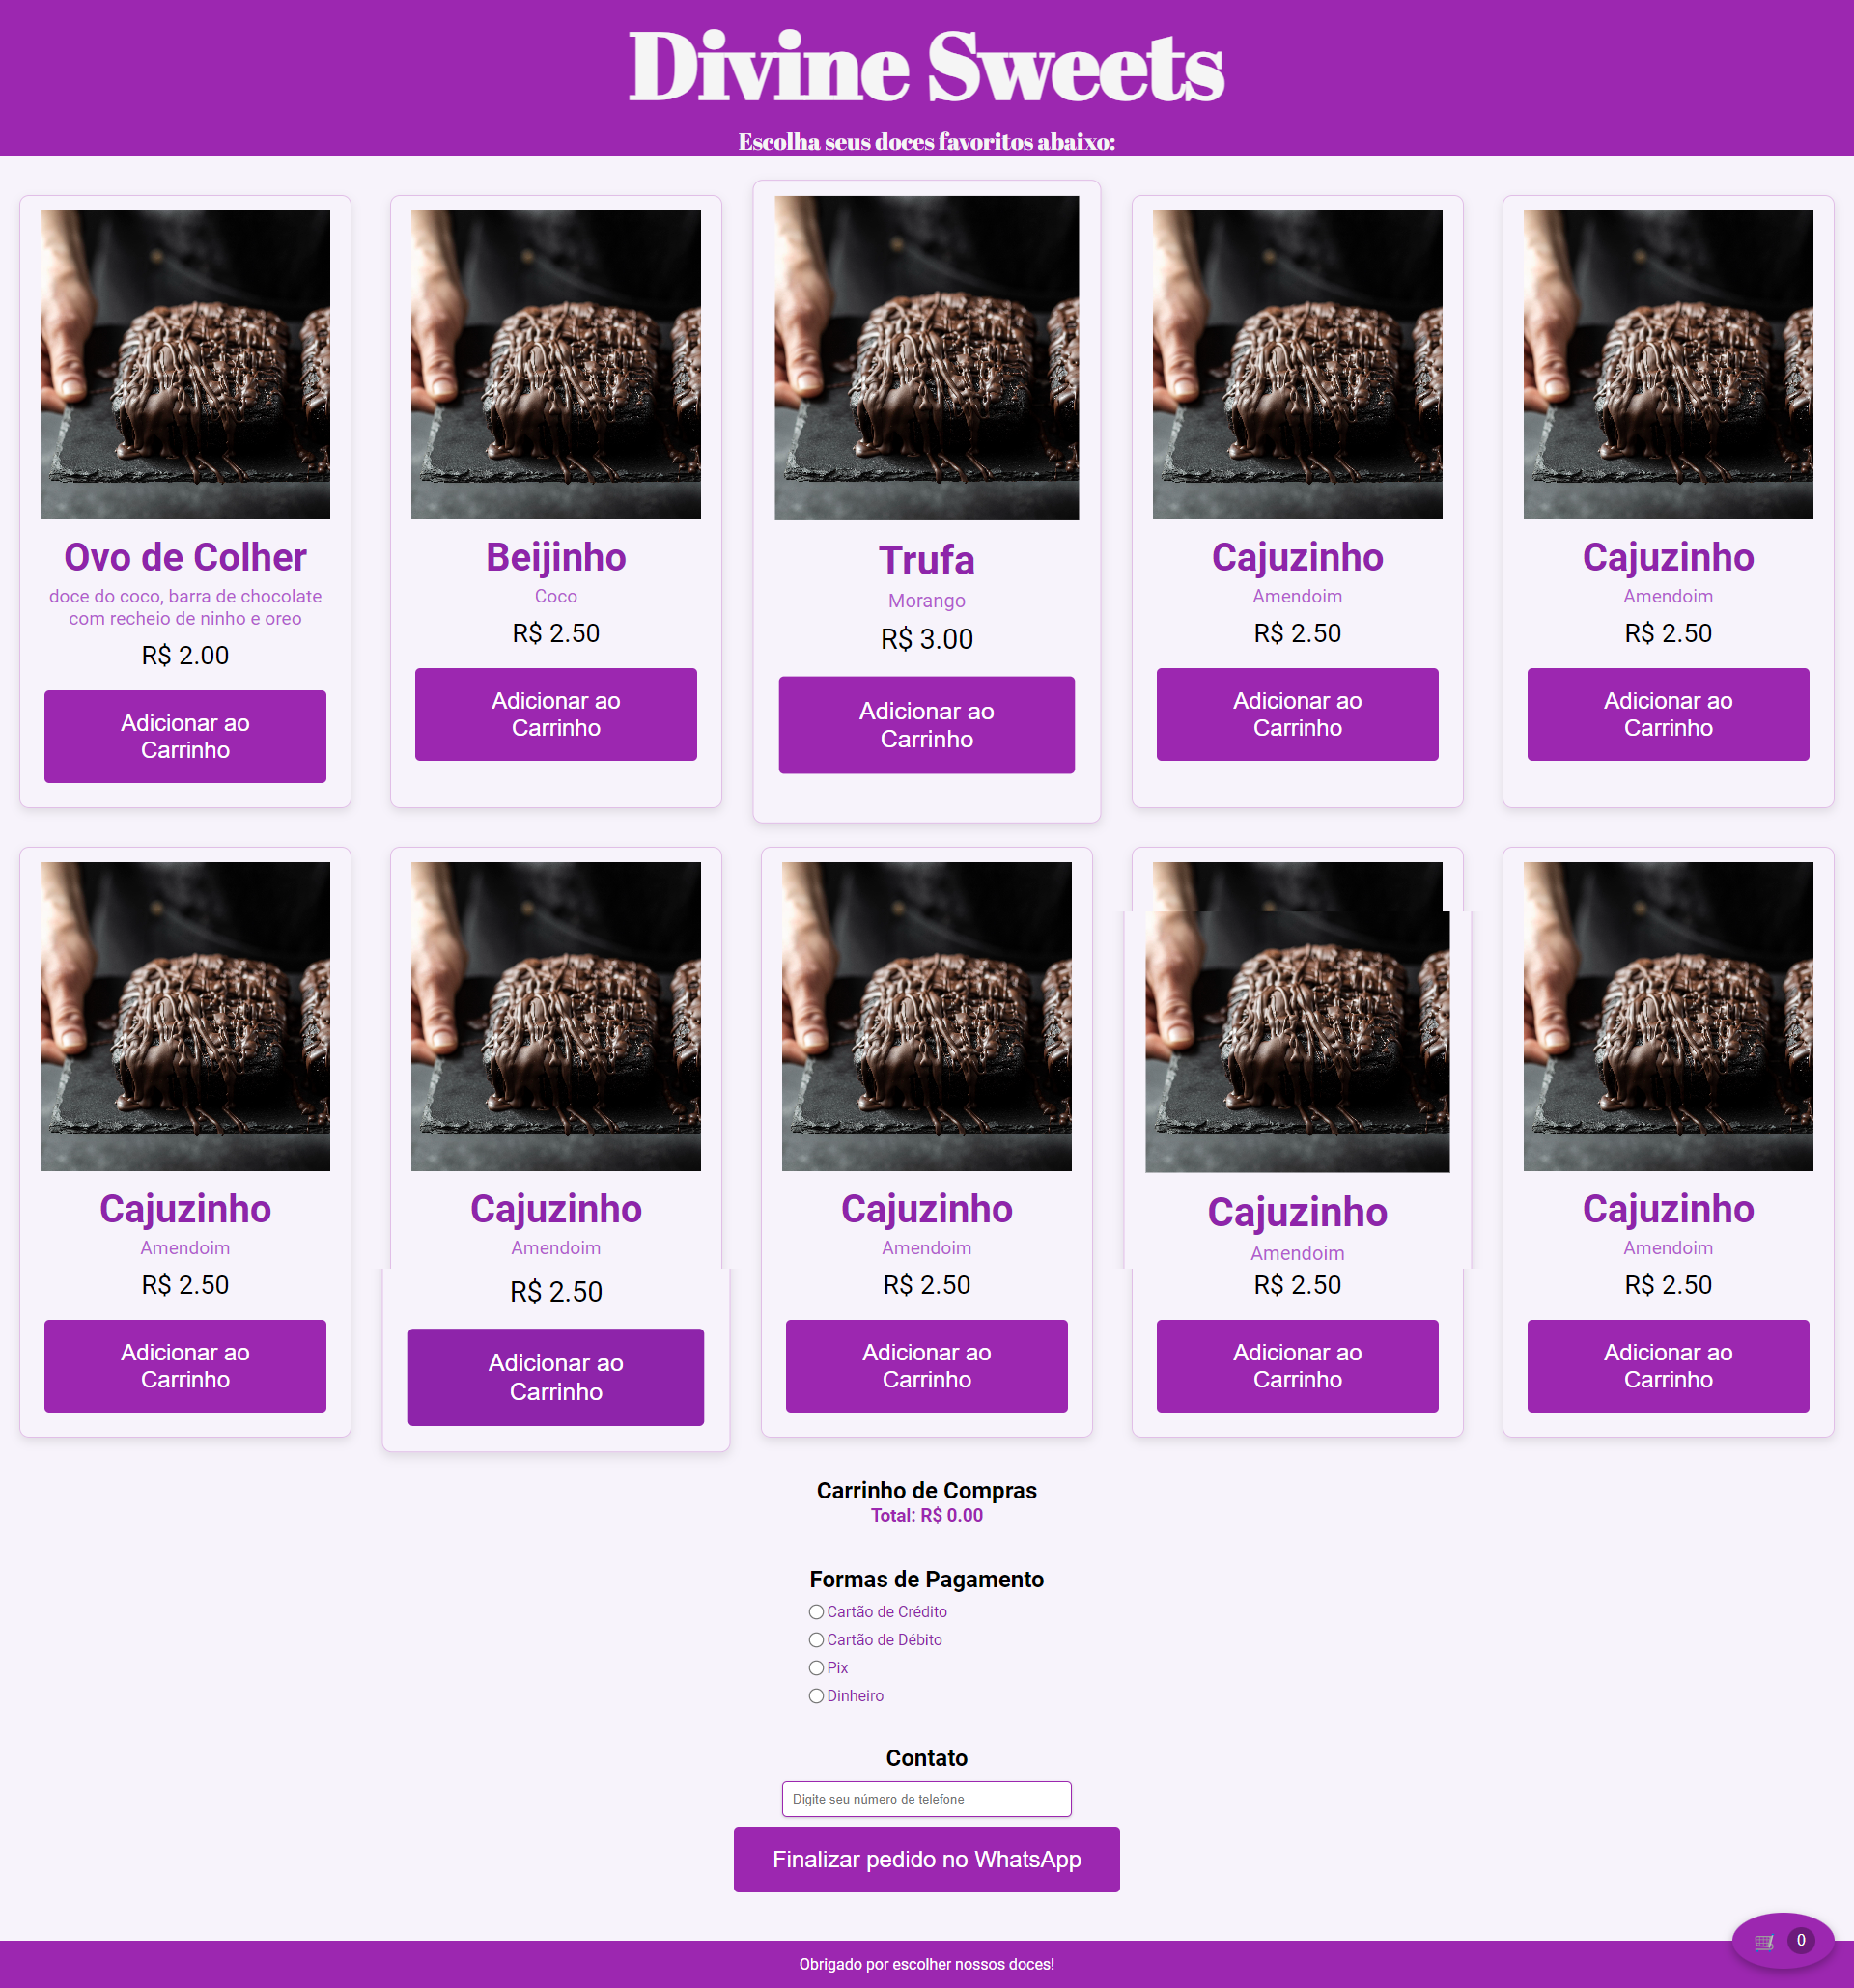 Divine Sweets
Escolha seus doces favoritos abaixo:
Ovo de Colher
doce do coco, barra de chocolate
com recheio de ninho e oreo
R$ 2.00
Adicionar ao
Carrinho
Beijinho
Coco
R$ 2.50
Adicionar ao
Carrinho
Trufa
Morango
R$ 3.00
Adicionar ao
Carrinho
Cajuzinho
Amendoim
R$ 2.50
Adicionar ao
Carrinho
Cajuzinho
Amendoim
R$ 2.50
Adicionar ao
Carrinho
Cajuzinho
Amendoim
R$ 2.50
Adicionar ao
Carrinho
Cajuzinho
Amendoim
R$ 2.50
Adicionar ao
Carrinho
Cajuzinho
Amendoim
R$ 2.50
Adicionar ao
Carrinho
Cajuzinho
Amendoim
R$ 2.50
Adicionar ao
Carrinho
Cajuzinho
Amendoim
R$ 2.50
Adicionar ao
Carrinho
Carrinho de Compras
Total: R$ 0.00
Formas de Pagamento
Cartão de Crédito
Cartão de Débito
Pix
Dinheiro
Contato
Digite seu número de telefone
Finalizar pedido no WhatsApp
0
Obrigado por escolher nossos doces!